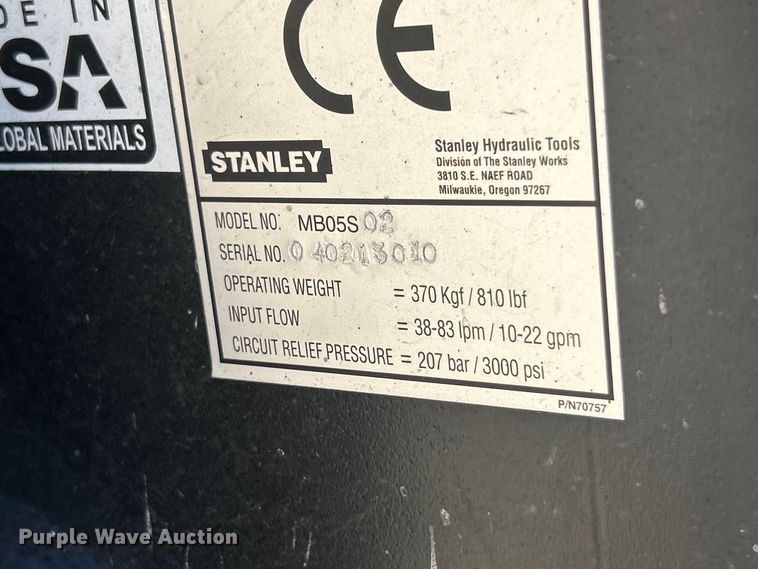 DE IN
SA
LOBAL MATERIALS
CE
STANLEY
Stanley Hydraulic Tools
Division of The Stanley Works
3810 S.E. NAEF ROAD
Milwaukie, Oregon 97267
MODEL NO: MB05S 02
SERIAL NO. 0 40213010
OPERATING WEIGHT = 370 Kgf / 810 lbf
INPUT FLOW = 38-83 lpm / 10-22 gpm
CIRCUIT RELIEF PRESSURE = 207 bar / 3000 psi
P/N70757
Purple Wave Auction®